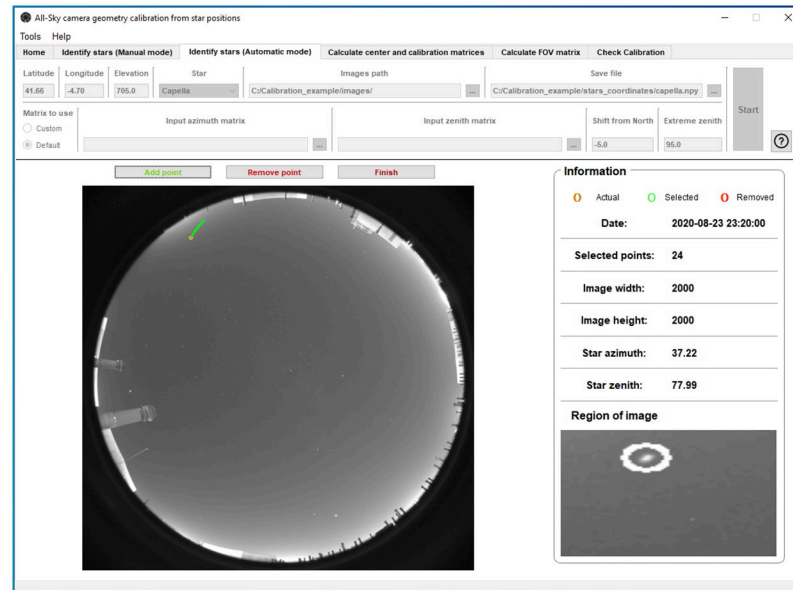 All-Sky camera geometry calibration from star positions
Tools Help
Home Identify stars (Manual mode) Identify stars (Automatic mode) Calculate center and calibration matrices Calculate FOV matrix Check Calibration
Latitude Longitude Elevation Star Images path Save file
41.66 -4.70 705.0 Capella C:/Calibration_example/images/ ... C:/Calibration_example/stars_coordinates/capella.npy ...
Start
Matrix to use Input azimuth matrix Input zenith matrix Shift from North Extreme zenith
Custom
Default ... ... -5.0 95.0 ?
Add point Remove point Finish
Information
O Actual O Selected O Removed
Date: 2020-08-23 23:20:00
Selected points: 24
Image width: 2000
Image height: 2000
Star azimuth: 37.22
Star zenith: 77.99
Region of image